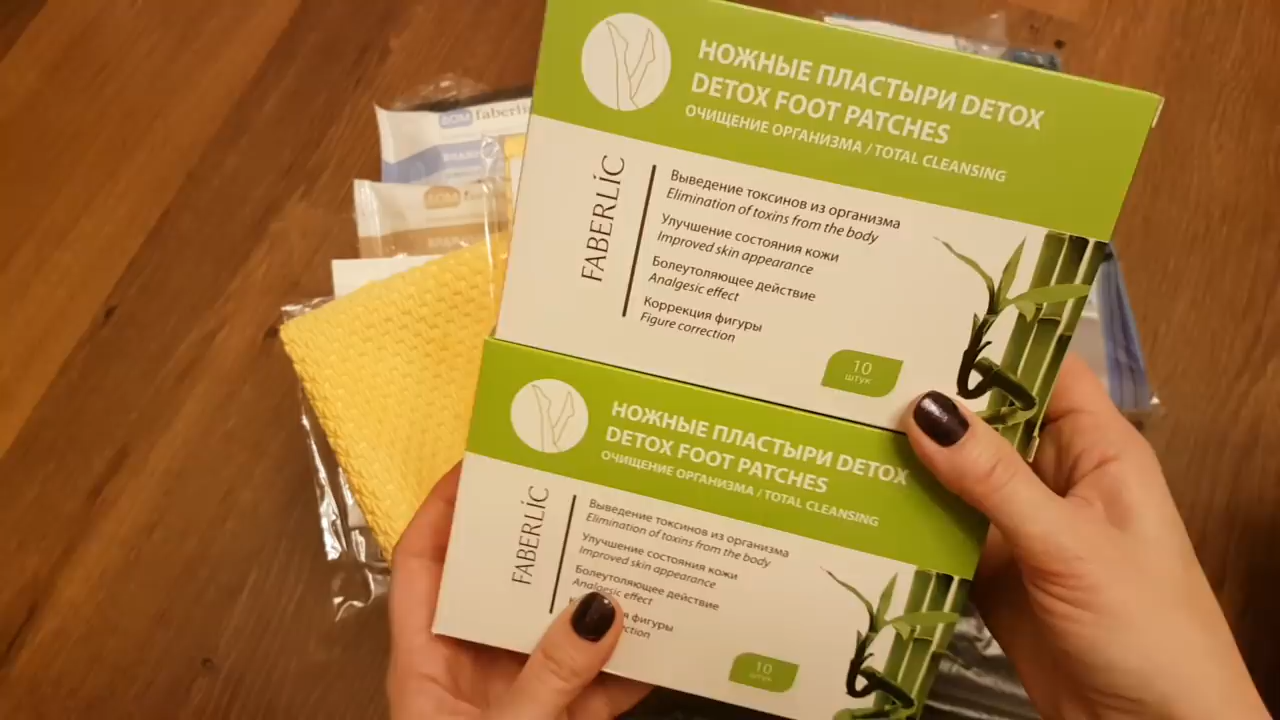 ДОМ faberlic
НОЖНЫЕ ПЛАСТЫРИ DETOX
DETOX FOOT PATCHES
ОЧИЩЕНИЕ ОРГАНИЗМА / TOTAL CLEANSING
FABERLIC
Выведение токсинов из организма
Elimination of toxins from the body
Улучшение состояния кожи
Improved skin appearance
Болеутоляющее действие
Analgesic effect
Коррекция фигуры
Figure correction
10
штук
НОЖНЫЕ ПЛАСТЫРИ DETOX
DETOX FOOT PATCHES
ОЧИЩЕНИЕ ОРГАНИЗМА / TOTAL CLEANSING
FABERLIC
Выведение токсинов из организма
Elimination of toxins from the body
Улучшение состояния кожи
Improved skin appearance
Болеутоляющее действие
Analgesic effect
фигуры
10
штук